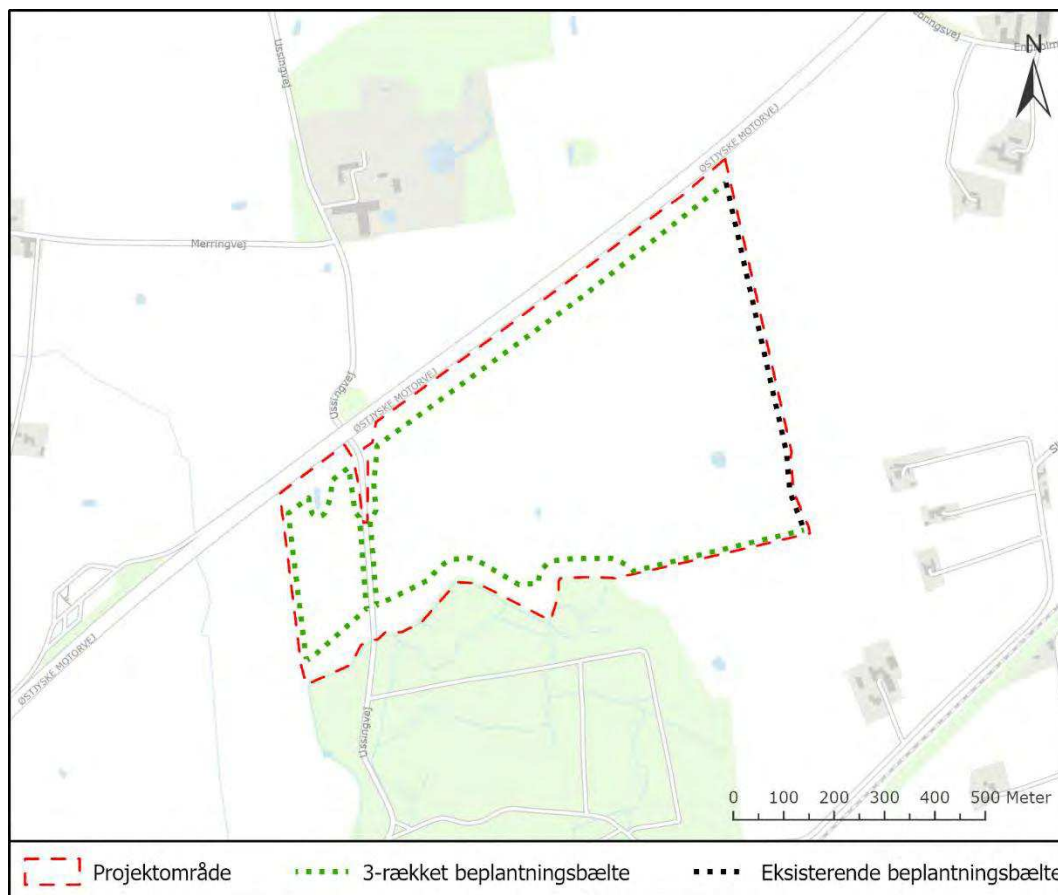 Ussingvej
ØSTJYSKE MOTORVEJ
N
Merringvej
Ussingvej
ØSTJYSKE MOTORVEJ
ØSTJYSKE MOTORVEJ
Ussingvej
0 100 200 300 400 500 Meter
Projektområde
3-rækket beplantningsbælte
Eksisterende beplantningsbælte